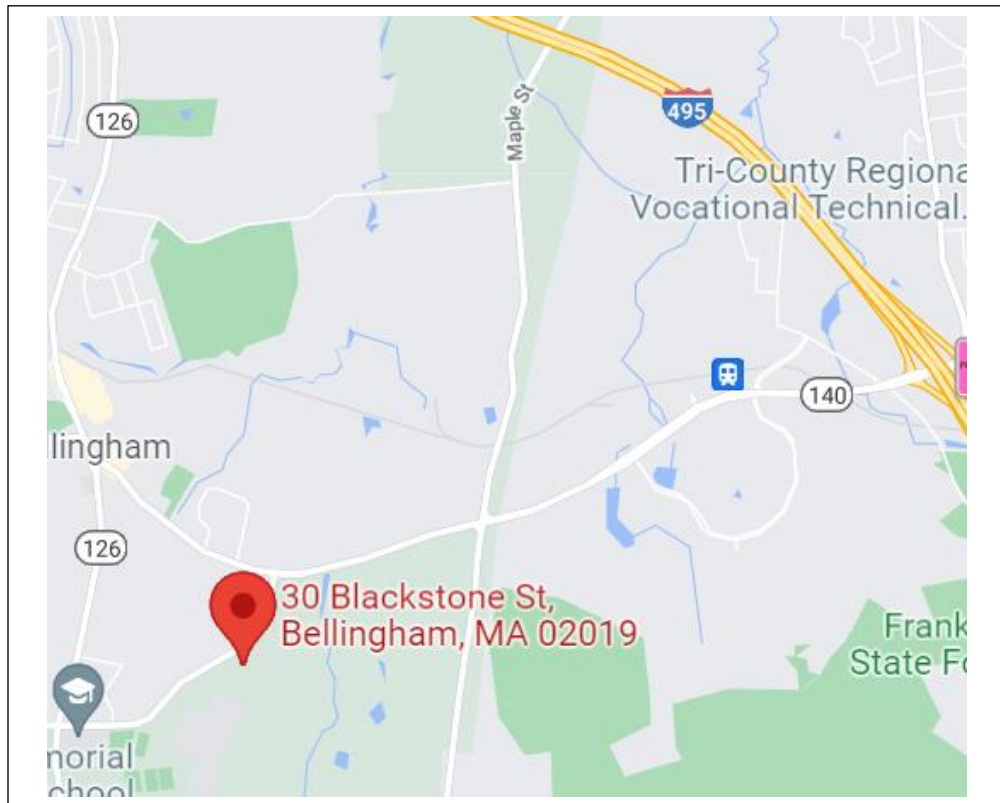 126
Maple St
495
Tri-County Regiona
Vocational Technical.
140
lingham
126
30 Blackstone St,
Bellingham, MA 02019
Frank
State Fo
morial
chool